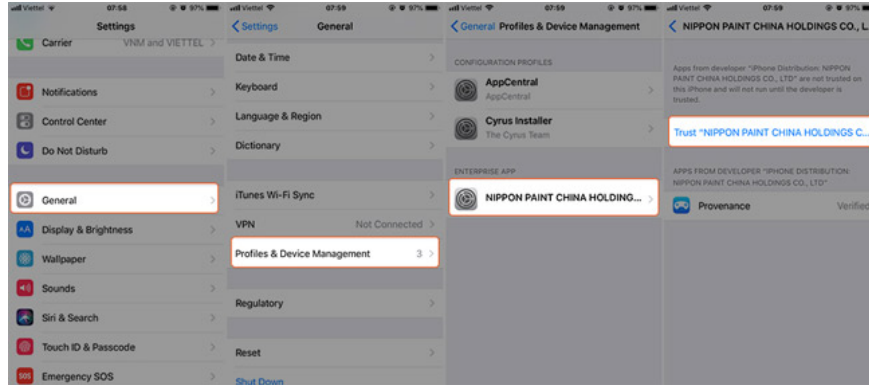 Viettel 07:58 97%
Settings
Carrier VNM and VIETTEL
Notifications
Control Center
Do Not Disturb
General
Display & Brightness
Wallpaper
Sounds
Siri & Search
Touch ID & Passcode
SOS Emergency SOS
Viettel 07:59 97%
Settings General
Date & Time
Keyboard
Language & Region
Dictionary
iTunes Wi-Fi Sync
VPN Not Connected
Profiles & Device Management 3
Regulatory
Reset
Shut Down
Viettel 07:59 97%
General Profiles & Device Management
CONFIGURATION PROFILES
AppCentral
AppCentral
Cyrus Installer
The Cyrus Team
ENTERPRISE APP
NIPPON PAINT CHINA HOLDING...
Viettel 07:59 97%
NIPPON PAINT CHINA HOLDINGS CO., L
Apps from developer "iPhone Distribution: NIPPON
PAINT CHINA HOLDINGS CO., LTD" are not trusted on
this iPhone and will not run until the developer is
trusted.
Trust "NIPPON PAINT CHINA HOLDINGS C...
APPS FROM DEVELOPER "IPHONE DISTRIBUTION:
NIPPON PAINT CHINA HOLDINGS CO., LTD"
Provenance Verified